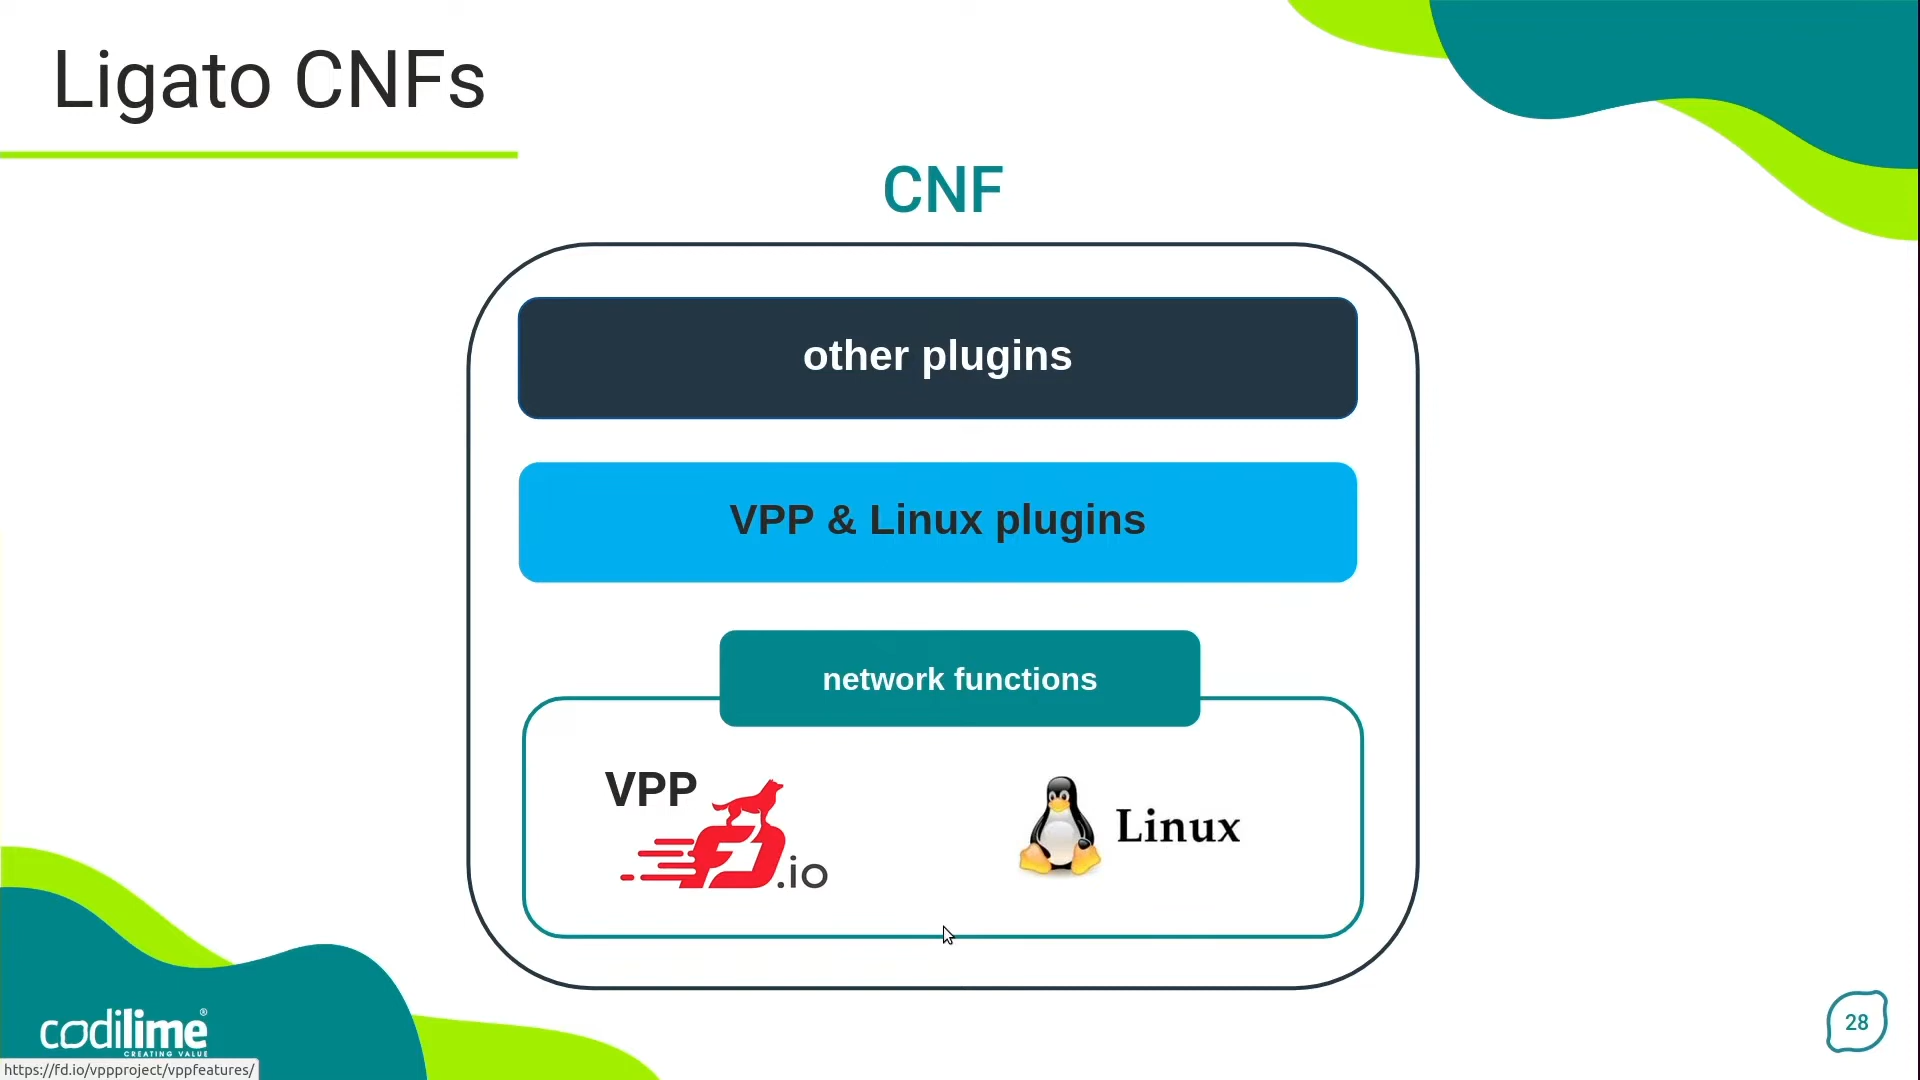 Ligato CNFs
CNF
other plugins
VPP & Linux plugins
network functions
VPP
FD.io
Linux
codilime®
CREATING VALUE
28
https://fd.io/vppproject/vppfeatures/